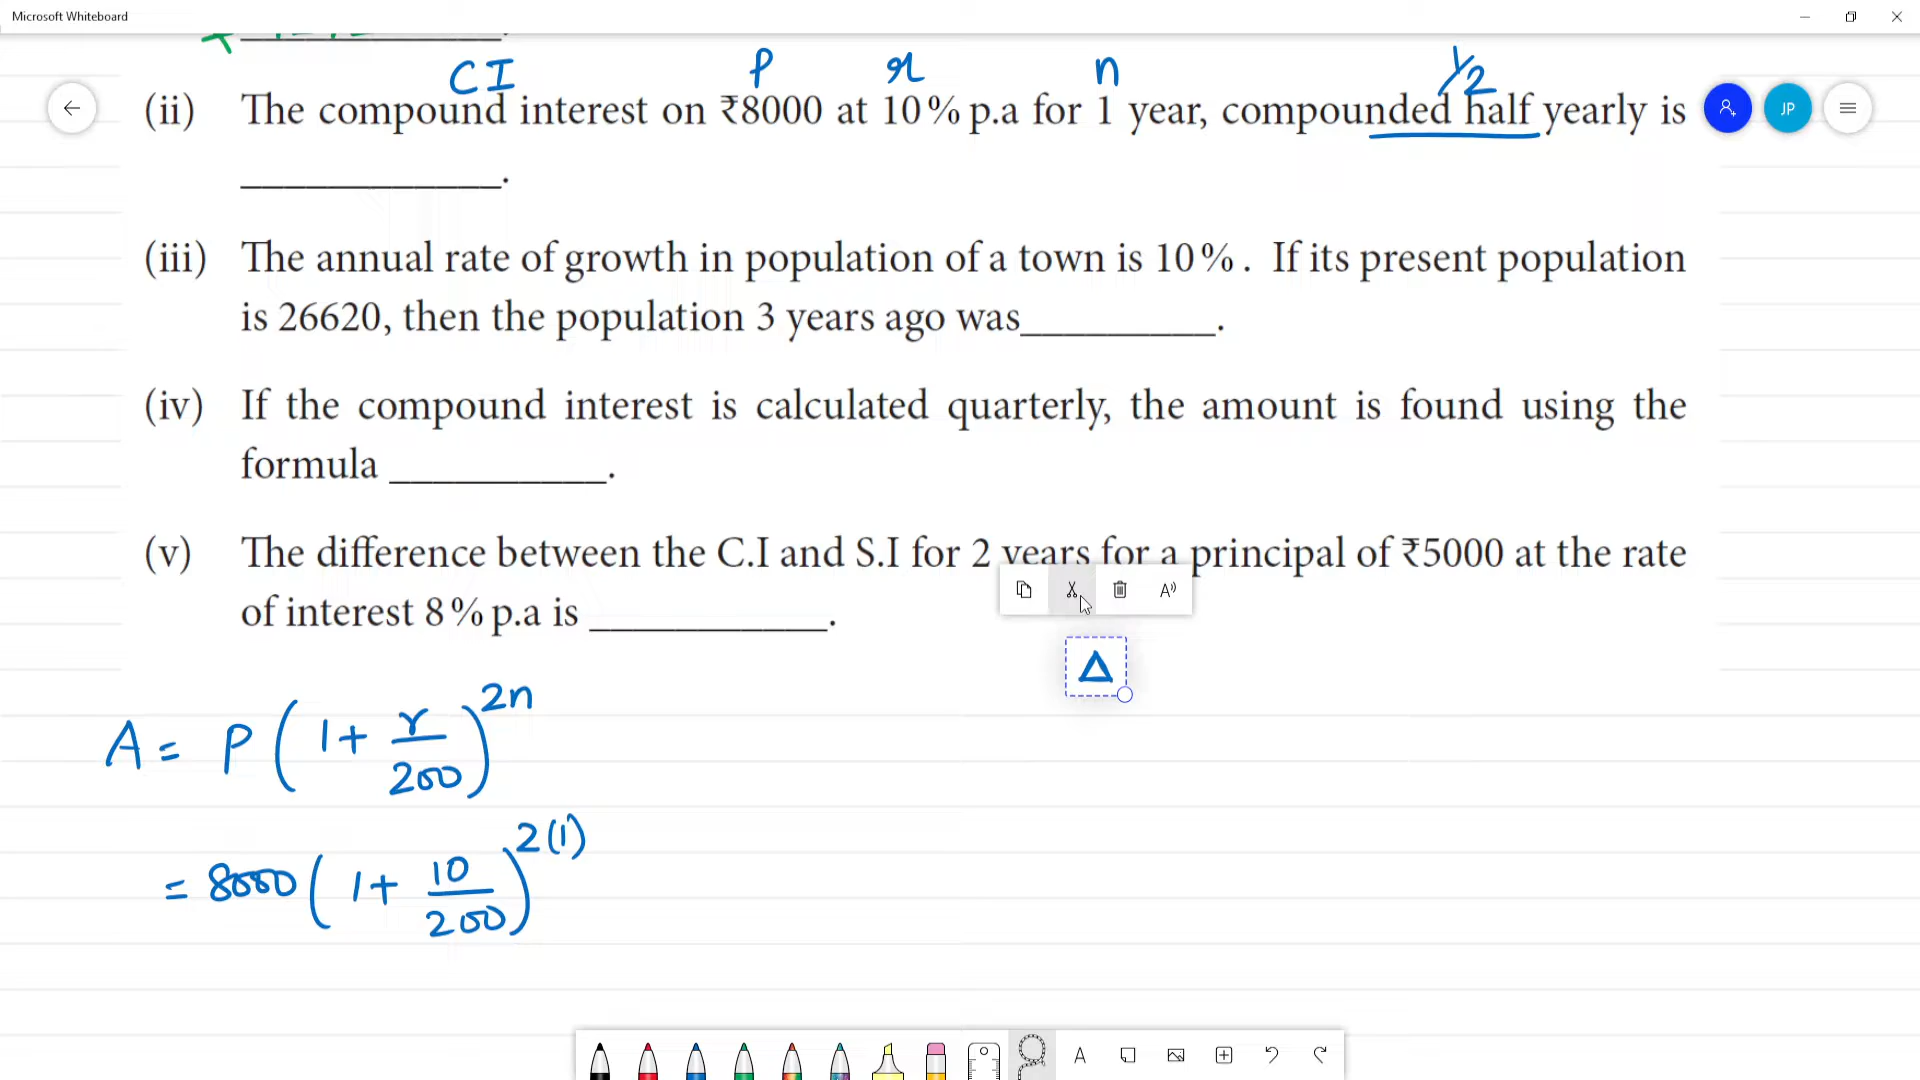 Microsoft Whiteboard
CI P r n 1/2
(ii) The compound interest on ₹8000 at 10% p.a for 1 year, compounded half yearly is
____________.
JP
(iii) The annual rate of growth in population of a town is 10%. If its present population
is 26620, then the population 3 years ago was_________.
(iv) If the compound interest is calculated quarterly, the amount is found using the
formula __________.
(v) The difference between the C.I and S.I for 2 years for a principal of ₹5000 at the rate
of interest 8% p.a is ___________.
A = P (1 + r/200)^2n
= 8000 (1 + 10/200)^2(1)